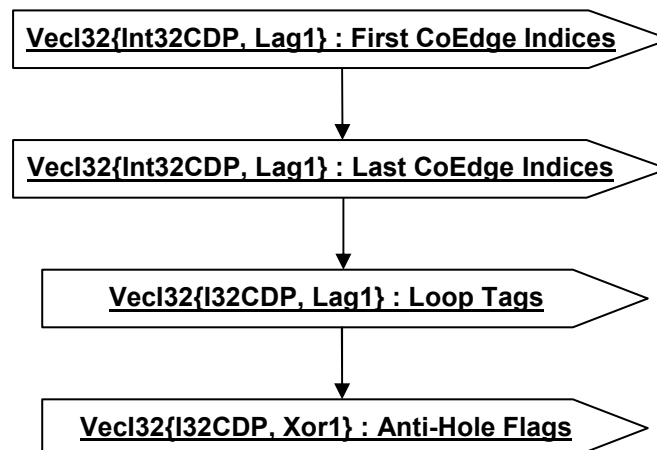 VecI32{Int32CDP, Lag1} : First CoEdge Indices
VecI32{Int32CDP, Lag1} : Last CoEdge Indices
VecI32{I32CDP, Lag1} : Loop Tags
VecI32{I32CDP, Xor1} : Anti-Hole Flags